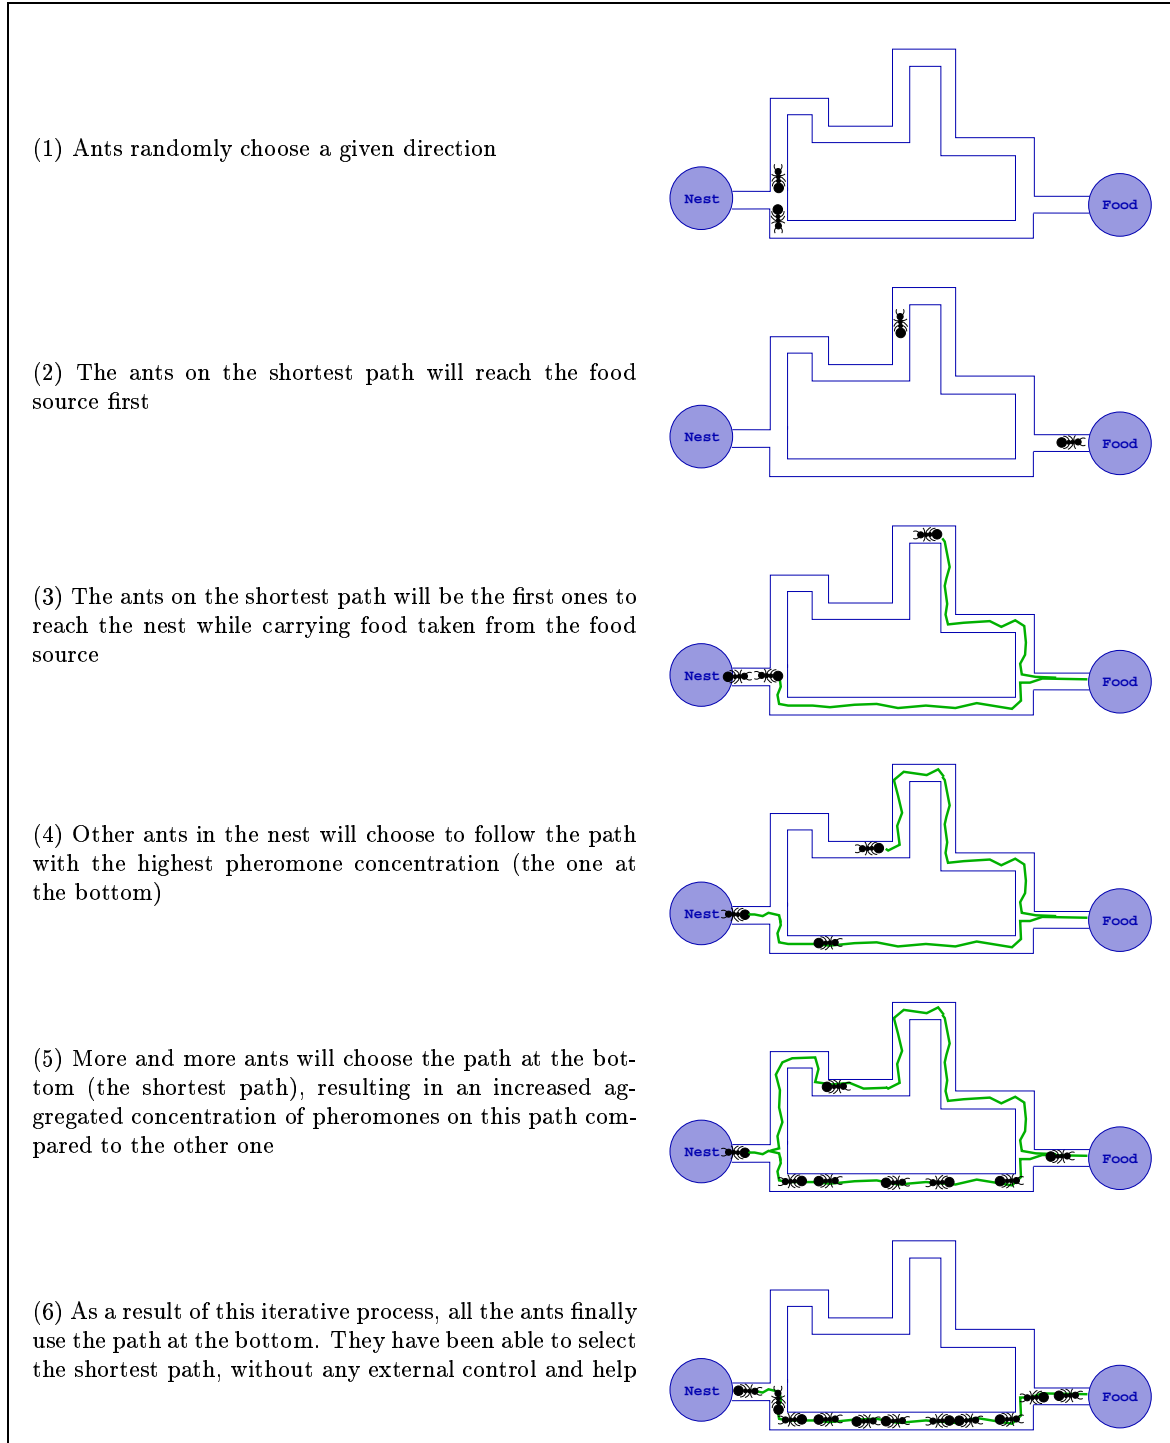 (1) Ants randomly choose a given direction
Nest
Food
(2) The ants on the shortest path will reach the food
source first
Nest
Food
(3) The ants on the shortest path will be the first ones to
reach the nest while carrying food taken from the food
source
Nest
Food
(4) Other ants in the nest will choose to follow the path
with the highest pheromone concentration (the one at
the bottom)
Nest
Food
(5) More and more ants will choose the path at the bot-
tom (the shortest path), resulting in an increased ag-
gregated concentration of pheromones on this path com-
pared to the other one
Nest
Food
(6) As a result of this iterative process, all the ants finally
use the path at the bottom. They have been able to select
the shortest path, without any external control and help
Nest
Food